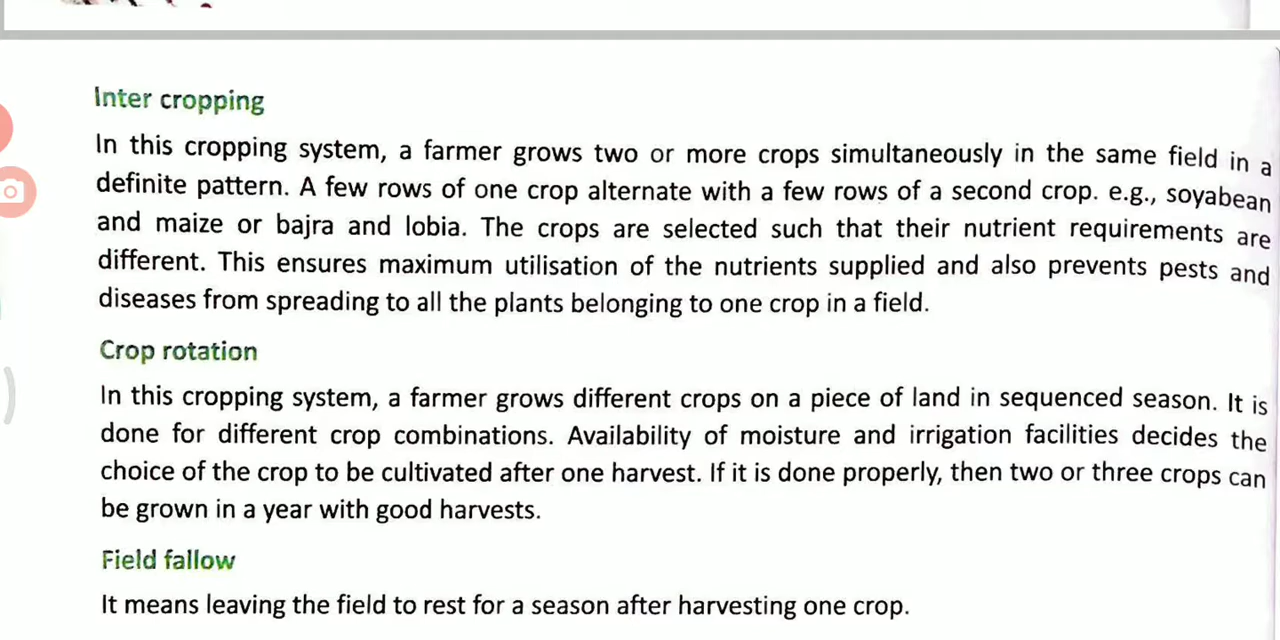 Inter cropping
In this cropping system, a farmer grows two or more crops simultaneously in the same field in a
definite pattern. A few rows of one crop alternate with a few rows of a second crop. e.g., soyabean
and maize or bajra and lobia. The crops are selected such that their nutrient requirements are
different. This ensures maximum utilisation of the nutrients supplied and also prevents pests and
diseases from spreading to all the plants belonging to one crop in a field.
Crop rotation
In this cropping system, a farmer grows different crops on a piece of land in sequenced season. It is
done for different crop combinations. Availability of moisture and irrigation facilities decides the
choice of the crop to be cultivated after one harvest. If it is done properly, then two or three crops can
be grown in a year with good harvests.
Field fallow
It means leaving the field to rest for a season after harvesting one crop.